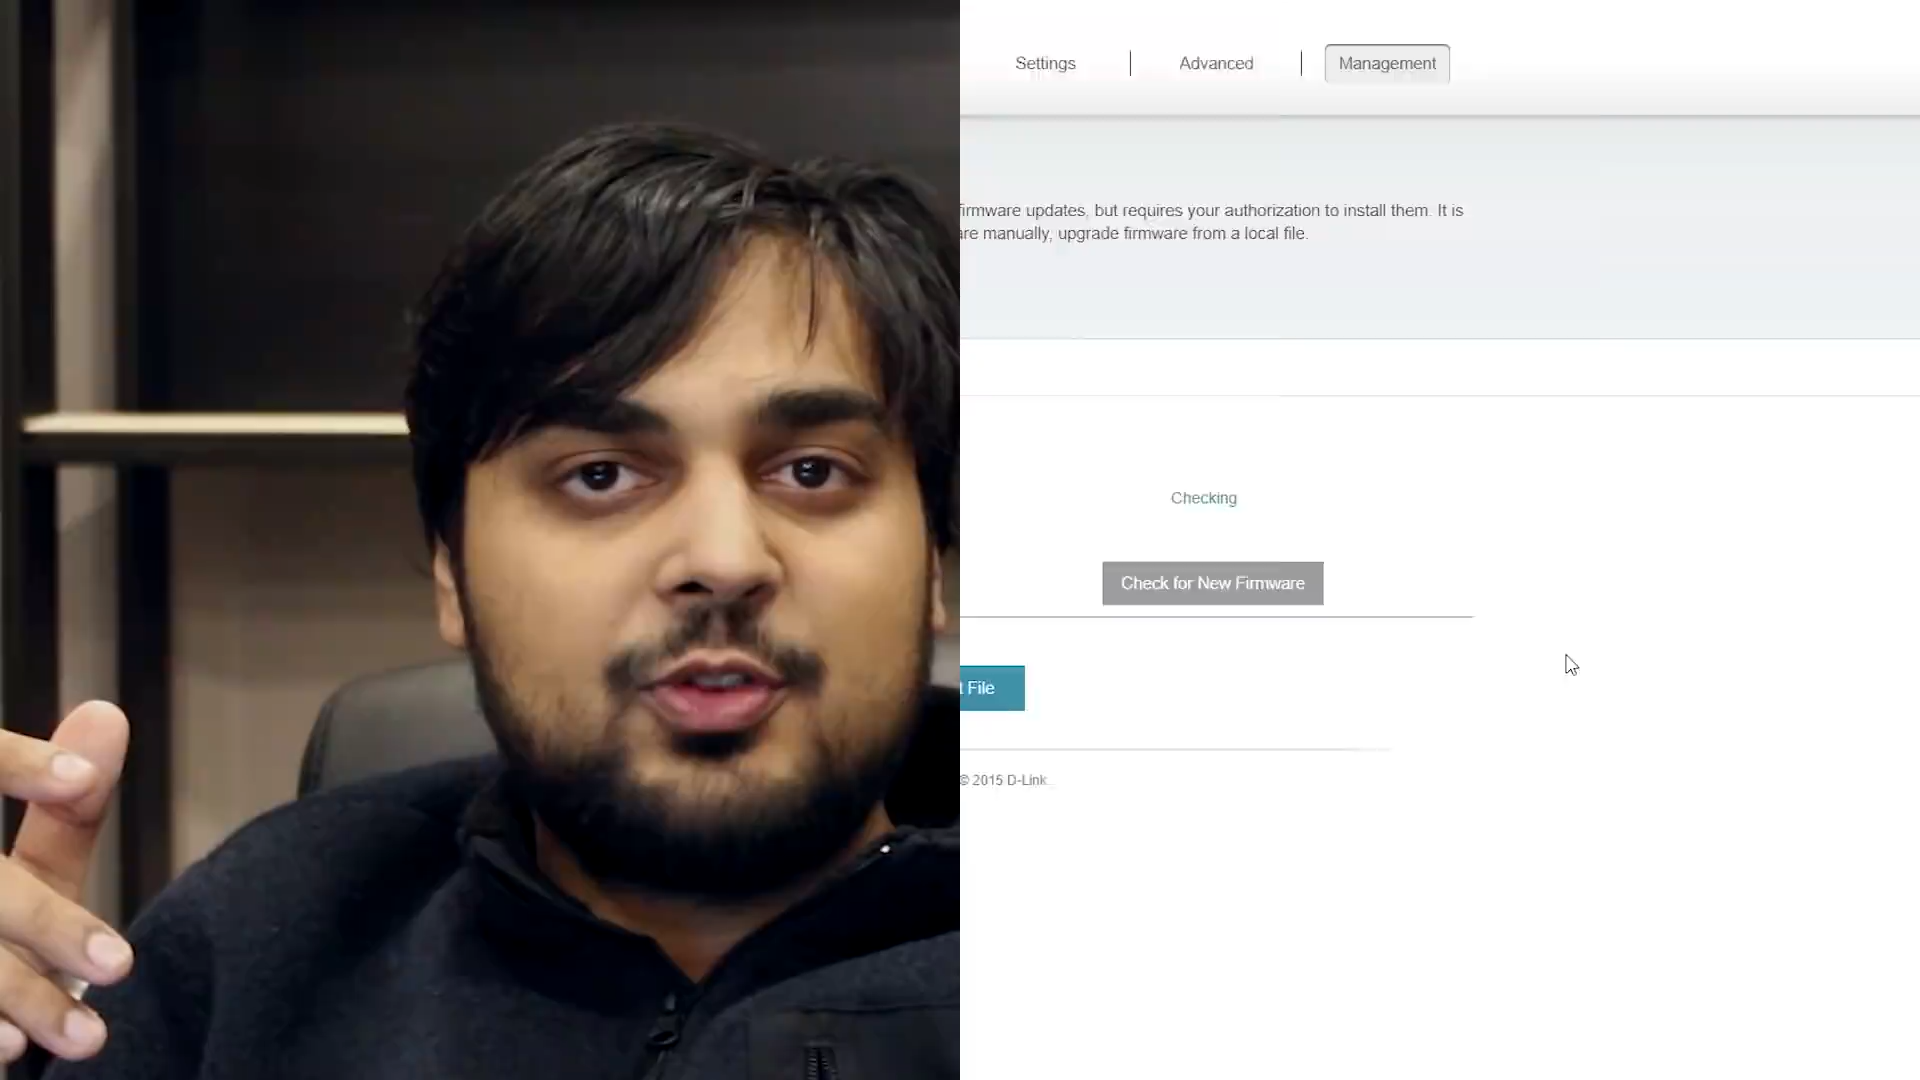 Settings
Advanced
Management
firmware updates, but requires your authorization to install them. It is
manually, upgrade firmware from a local file.
Checking
Check for New Firmware
File
© 2015 D-Link